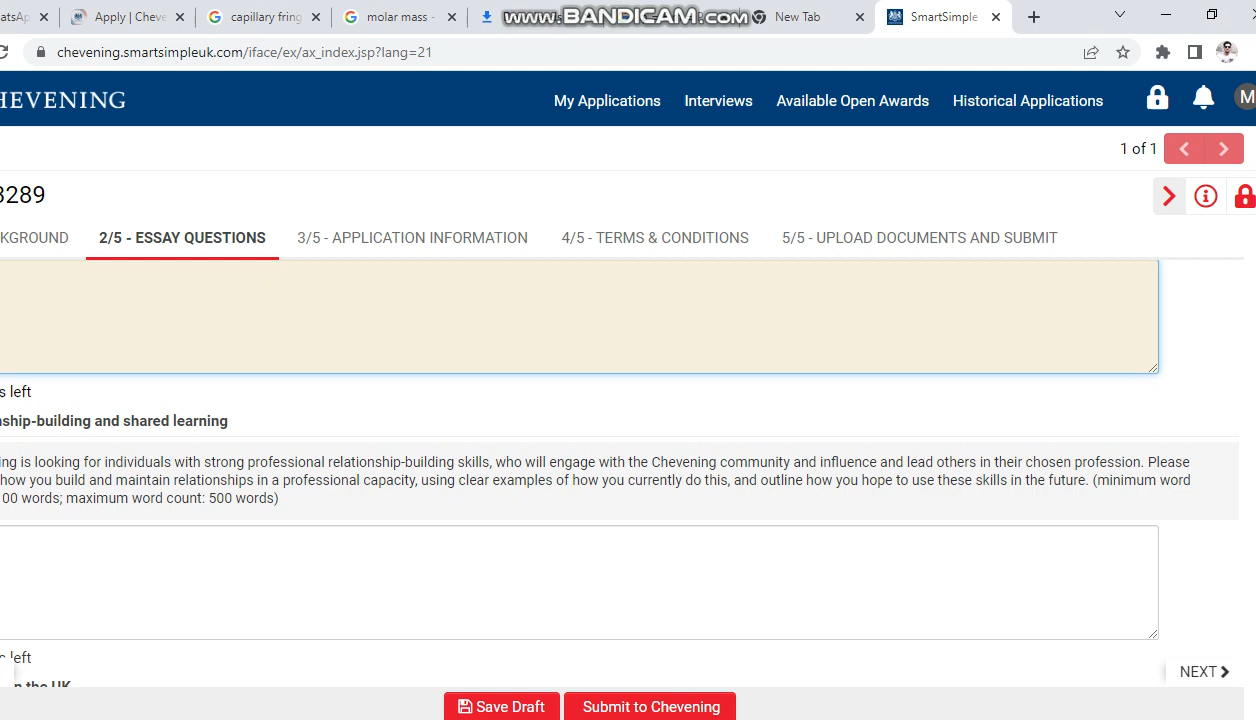 atsAp
Apply | Cheve
capillary fring
molar mass -
www.BANDICAM.com
New Tab
SmartSimple
chevening.smartsimpleuk.com/iface/ex/ax_index.jsp?lang=21
HEVENING
My Applications
Interviews
Available Open Awards
Historical Applications
M
1 of 1
3289
KGROUND
2/5 - ESSAY QUESTIONS
3/5 - APPLICATION INFORMATION
4/5 - TERMS & CONDITIONS
5/5 - UPLOAD DOCUMENTS AND SUBMIT
s left
nship-building and shared learning
ing is looking for individuals with strong professional relationship-building skills, who will engage with the Chevening community and influence and lead others in their chosen profession. Please
how you build and maintain relationships in a professional capacity, using clear examples of how you currently do this, and outline how you hope to use these skills in the future. (minimum word
00 words; maximum word count: 500 words)
s left
n the UK
NEXT
Save Draft
Submit to Chevening